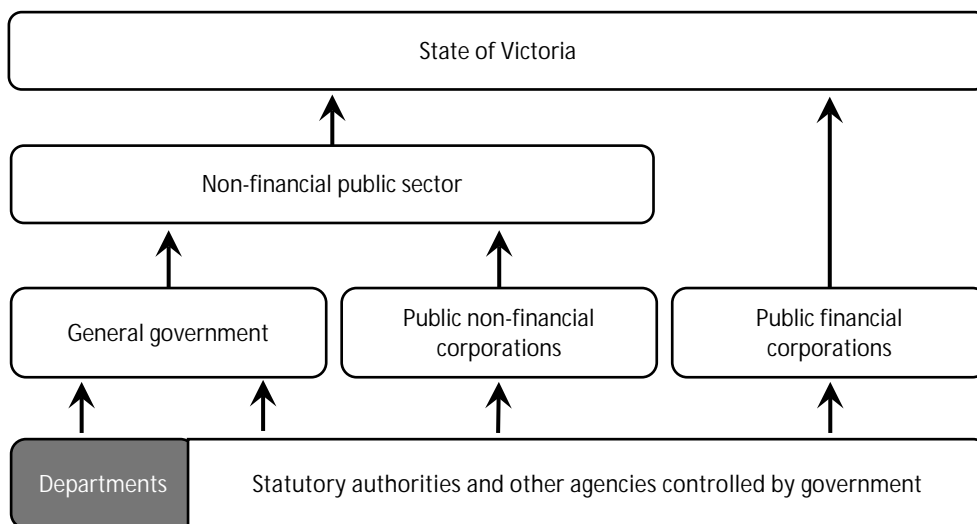 State of Victoria
Non-financial public sector
General government
Public non-financial
corporations
Public financial
corporations
Departments
Statutory authorities and other agencies controlled by government